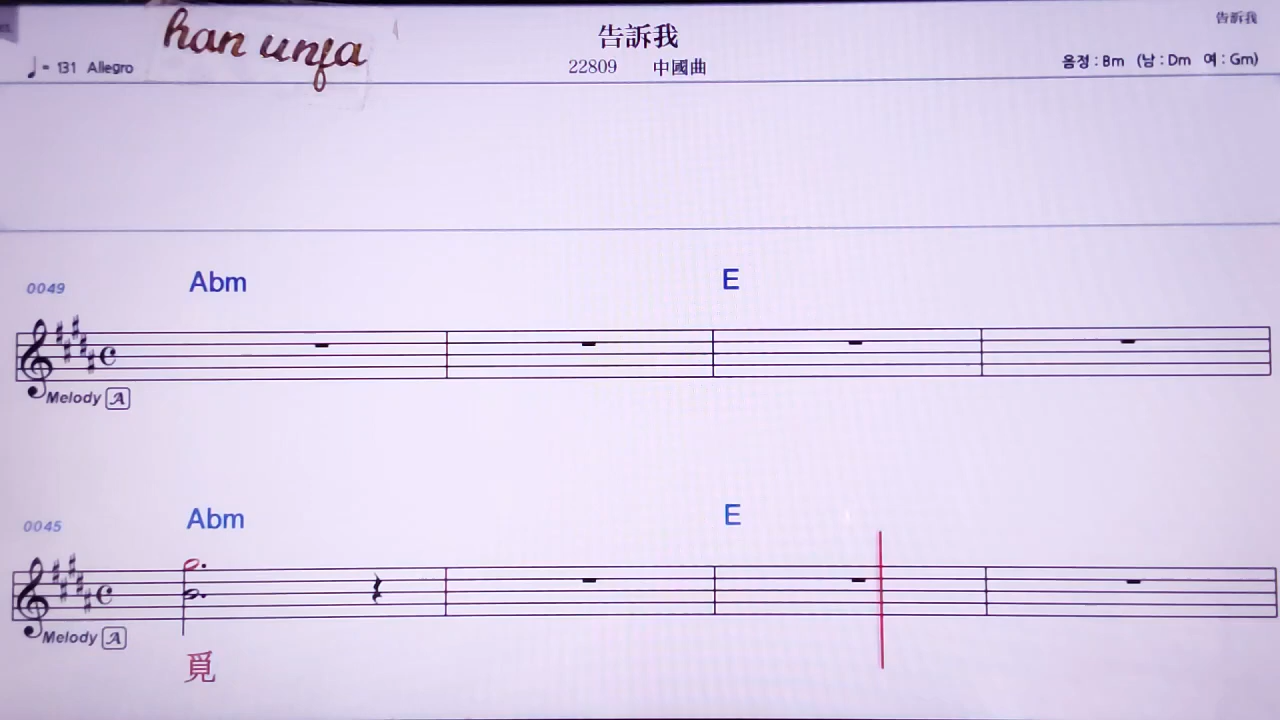 han unfa
告訴我
告訴我
♩= 131 Allegro
22809 中國曲
음정 : Bm (남 : Dm 여 : Gm)
0049
Abm
E
Melody A
0045
Abm
E
Melody A
覓